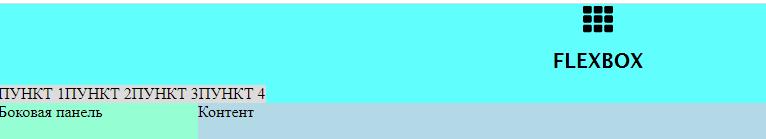 FLEXBOX
ПУНКТ 1ПУНКТ 2ПУНКТ 3ПУНКТ 4
Боковая панель Контент